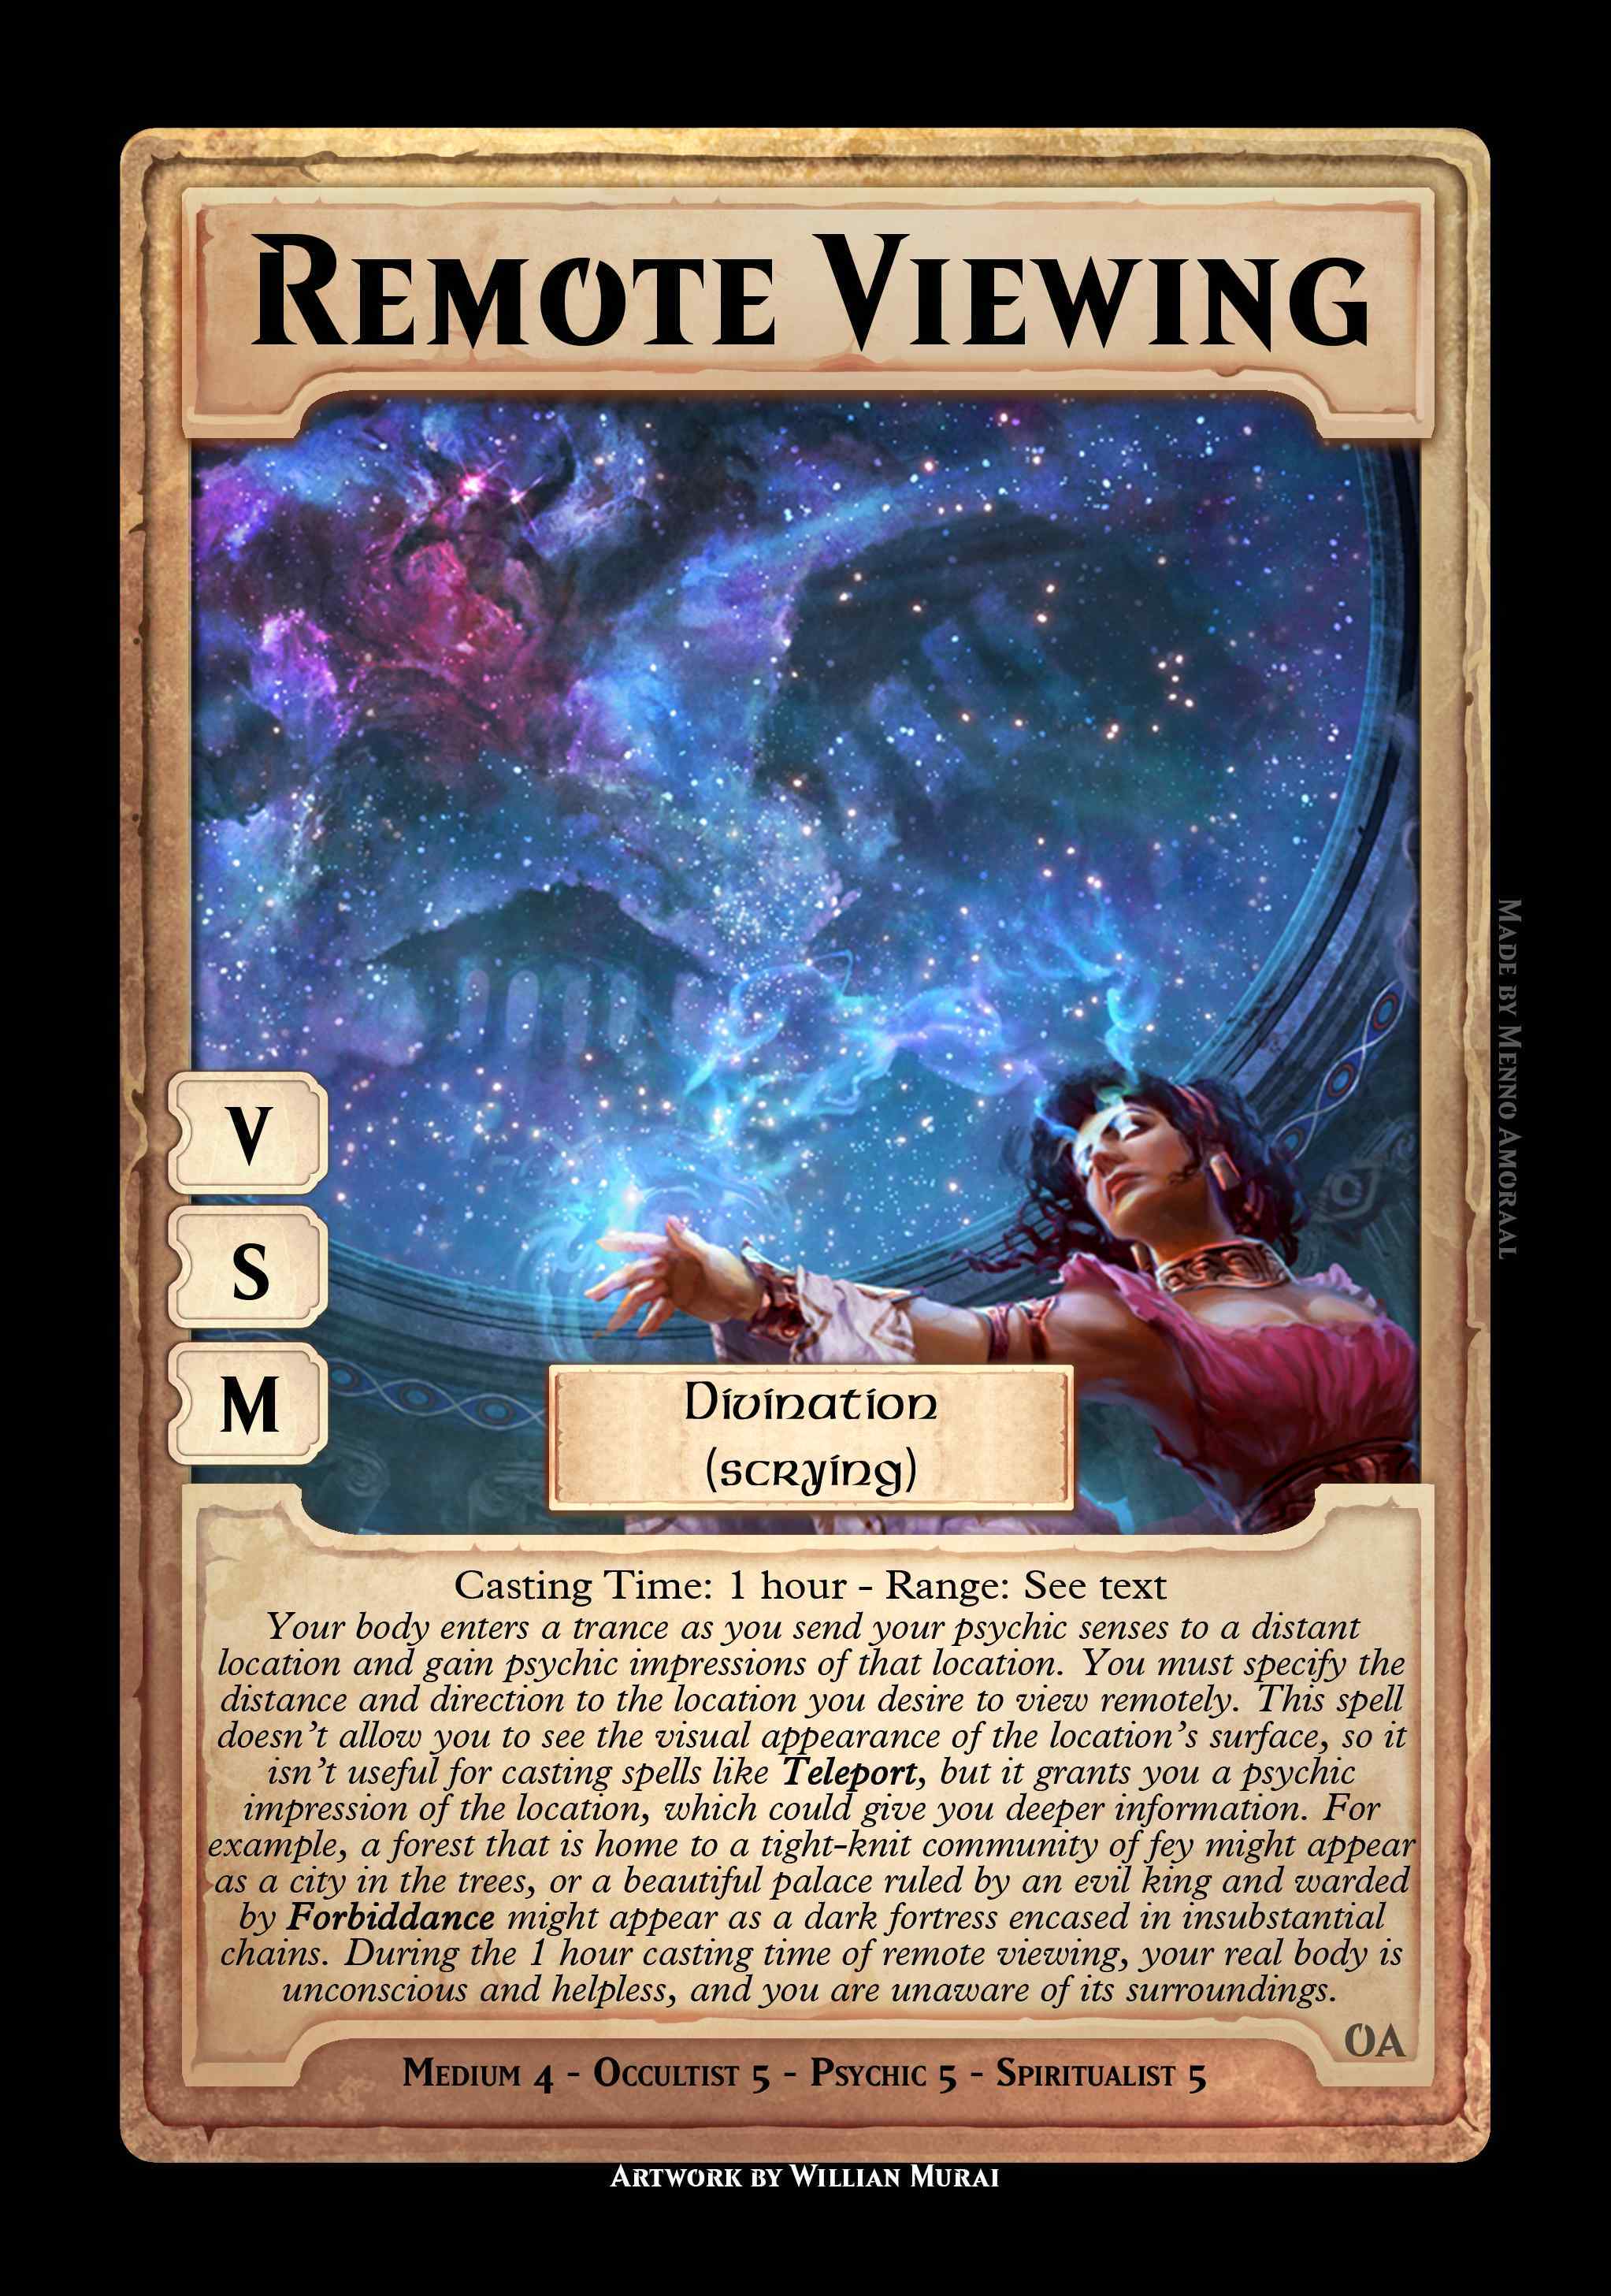 Remote Viewing
V
S
M
Divination
(scrying)
Casting Time: 1 hour - Range: See text
Your body enters a trance as you send your psychic senses to a distant
location and gain psychic impressions of that location. You must specify the
distance and direction to the location you desire to view remotely. This spell
doesn't allow you to see the visual appearance of the location's surface, so it
isn't useful for casting spells like Teleport, but it grants you a psychic
impression of the location, which could give you deeper information. For
example, a forest that is home to a tight-knit community of fey might appear
as a city in the trees, or a beautiful palace ruled by an evil king and warded
by Forbiddance might appear as a dark fortress encased in insubstantial
chains. During the 1 hour casting time of remote viewing, your real body is
unconscious and helpless, and you are unaware of its surroundings.
OA
Medium 4 - Occultist 5 - Psychic 5 - Spiritualist 5
Artwork by Willian Murai
Made by Menno Amoraal